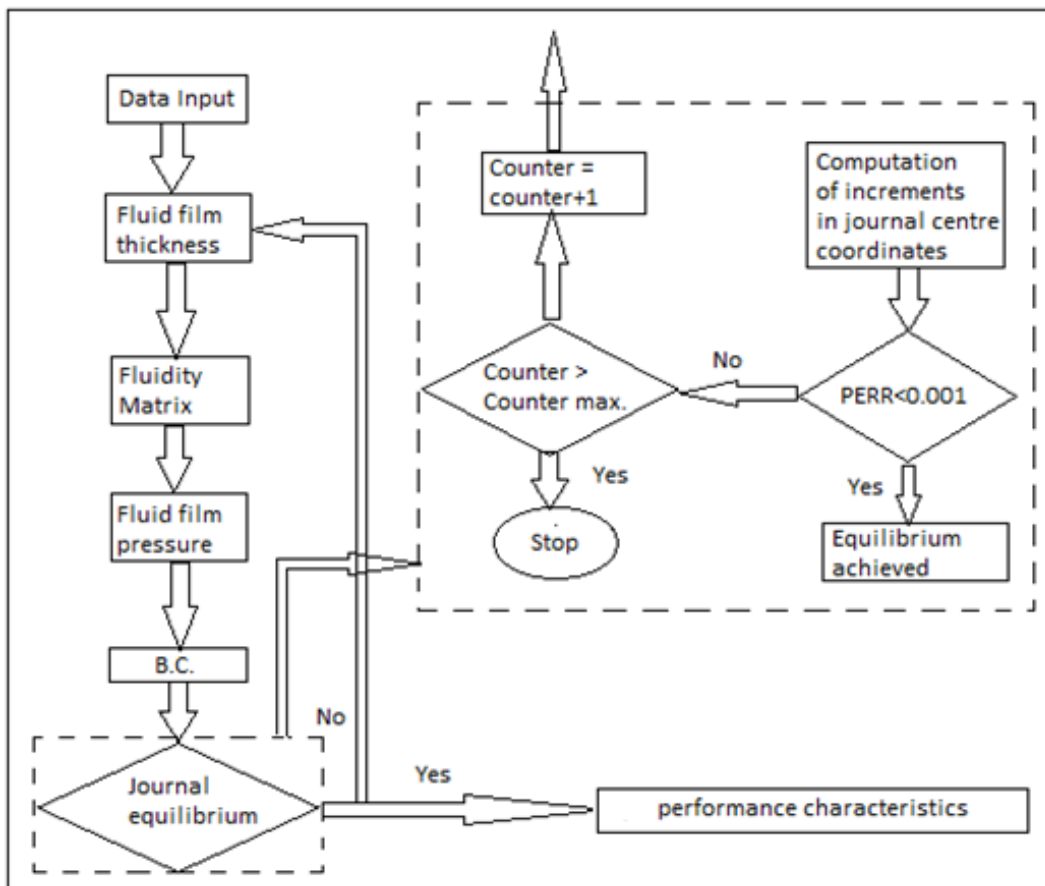 Data Input
Fluid film
thickness
Fluidity
Matrix
Fluid film
pressure
B.C.
Journal
equilibrium
No
Yes
performance characteristics
Counter =
counter+1
Computation
of increments
in journal centre
coordinates
Counter >
Counter max.
No
PERR<0.001
Yes
Stop
Yes
Equilibrium
achieved